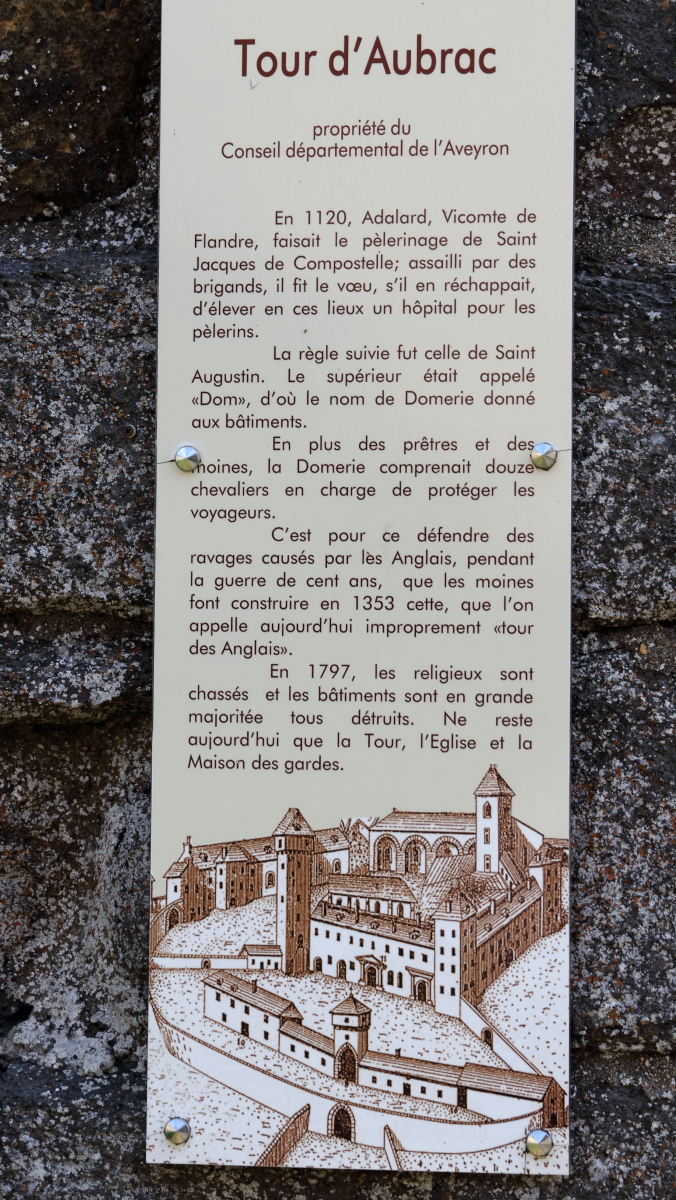 Tour d'Aubrac
propriété du
Conseil départemental de l'Aveyron
En 1120, Adalard, Vicomte de
Flandre, faisait le pèlerinage de Saint
Jacques de Compostelle; assailli par des
brigands, il fit le vœu, s'il en réchappait,
d'élever en ces lieux un hôpital pour les
pèlerins.
La règle suivie fut celle de Saint
Augustin. Le supérieur était appelé
«Dom», d'où le nom de Domerie donné
aux bâtiments.
En plus des prêtres et des
moines, la Domerie comprenait douze
chevaliers en charge de protéger les
voyageurs.
C'est pour ce défendre des
ravages causés par les Anglais, pendant
la guerre de cent ans, que les moines
font construire en 1353 cette, que l'on
appelle aujourd'hui improprement «tour
des Anglais».
En 1797, les religieux sont
chassés et les bâtiments sont en grande
majoritée tous détruits. Ne reste
aujourd'hui que la Tour, l'Eglise et la
Maison des gardes.
10